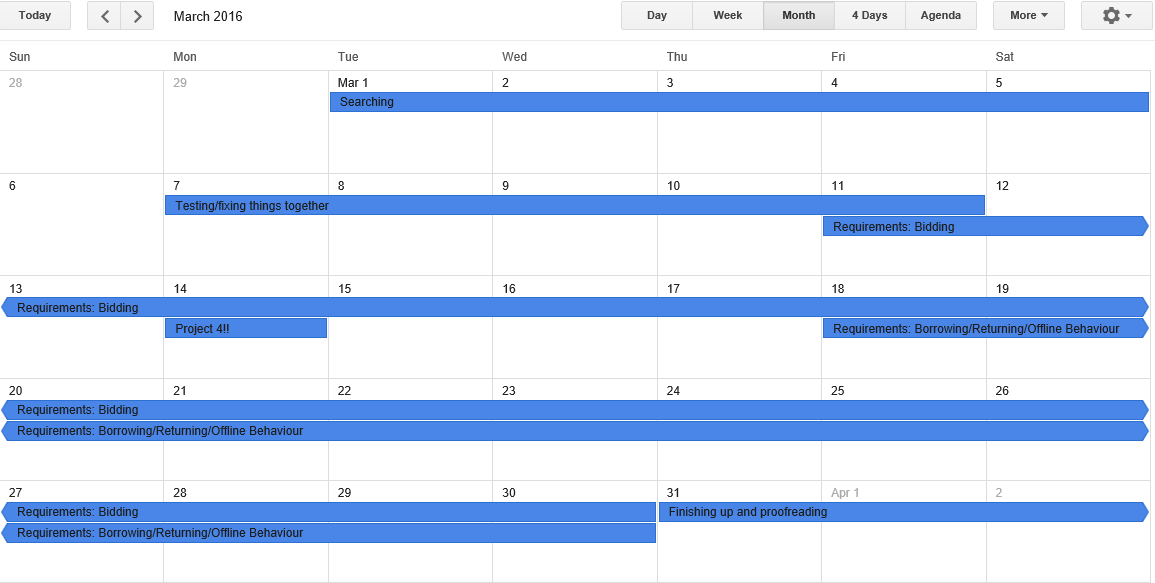 Today < > March 2016 Day Week Month 4 Days Agenda More
Sun Mon Tue Wed Thu Fri Sat
28 29 Mar 1 2 3 4 5
Searching
6 7 8 9 10 11 12
Testing/fixing things together
Requirements: Bidding
13 14 15 16 17 18 19
Requirements: Bidding
Project 4!! Requirements: Borrowing/Returning/Offline Behaviour
20 21 22 23 24 25 26
Requirements: Bidding
Requirements: Borrowing/Returning/Offline Behaviour
27 28 29 30 31 Apr 1 2
Requirements: Bidding Finishing up and proofreading
Requirements: Borrowing/Returning/Offline Behaviour